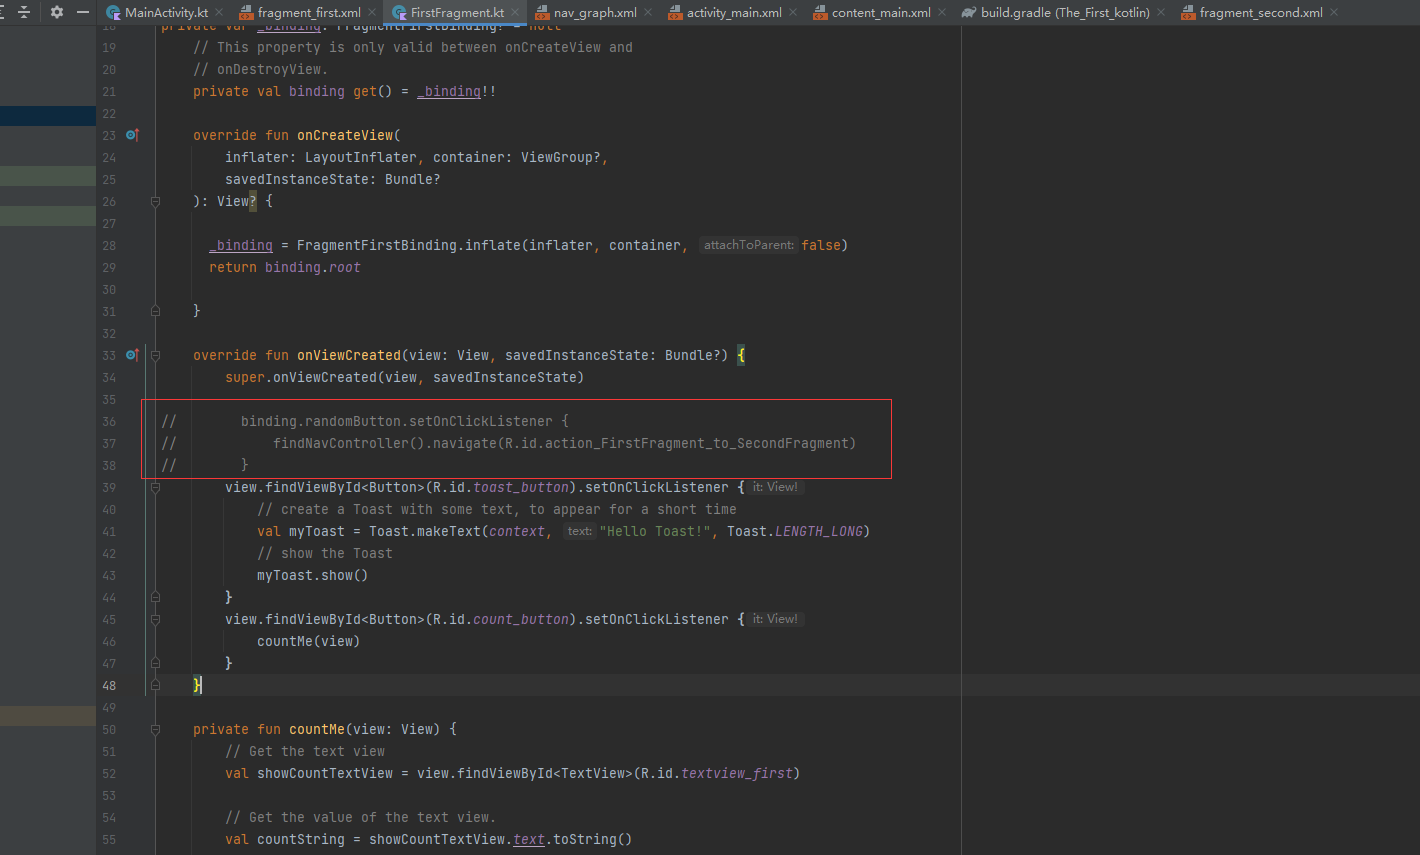 MainActivity.kt fragment_first.xml FirstFragment.kt nav_graph.xml activity_main.xml content_main.xml build.gradle (The_First_kotlin) fragment_second.xml
18 private var _binding: FragmentFirstBinding? = null
19 // This property is only valid between onCreateView and
20 // onDestroyView.
21 private val binding get() = _binding!!
22
23 override fun onCreateView(
24 inflater: LayoutInflater, container: ViewGroup?,
25 savedInstanceState: Bundle?
26 ): View? {
27
28 _binding = FragmentFirstBinding.inflate(inflater, container, attachToParent: false)
29 return binding.root
30
31 }
32
33 override fun onViewCreated(view: View, savedInstanceState: Bundle?) {
34 super.onViewCreated(view, savedInstanceState)
35
36 // binding.randomButton.setOnClickListener {
37 // findNavController().navigate(R.id.action_FirstFragment_to_SecondFragment)
38 // }
39 view.findViewById<Button>(R.id.toast_button).setOnClickListener { it: View!
40 // create a Toast with some text, to appear for a short time
41 val myToast = Toast.makeText(context, text: "Hello Toast!", Toast.LENGTH_LONG)
42 // show the Toast
43 myToast.show()
44 }
45 view.findViewById<Button>(R.id.count_button).setOnClickListener { it: View!
46 countMe(view)
47 }
48 }
49
50 private fun countMe(view: View) {
51 // Get the text view
52 val showCountTextView = view.findViewById<TextView>(R.id.textview_first)
53
54 // Get the value of the text view.
55 val countString = showCountTextView.text.toString()